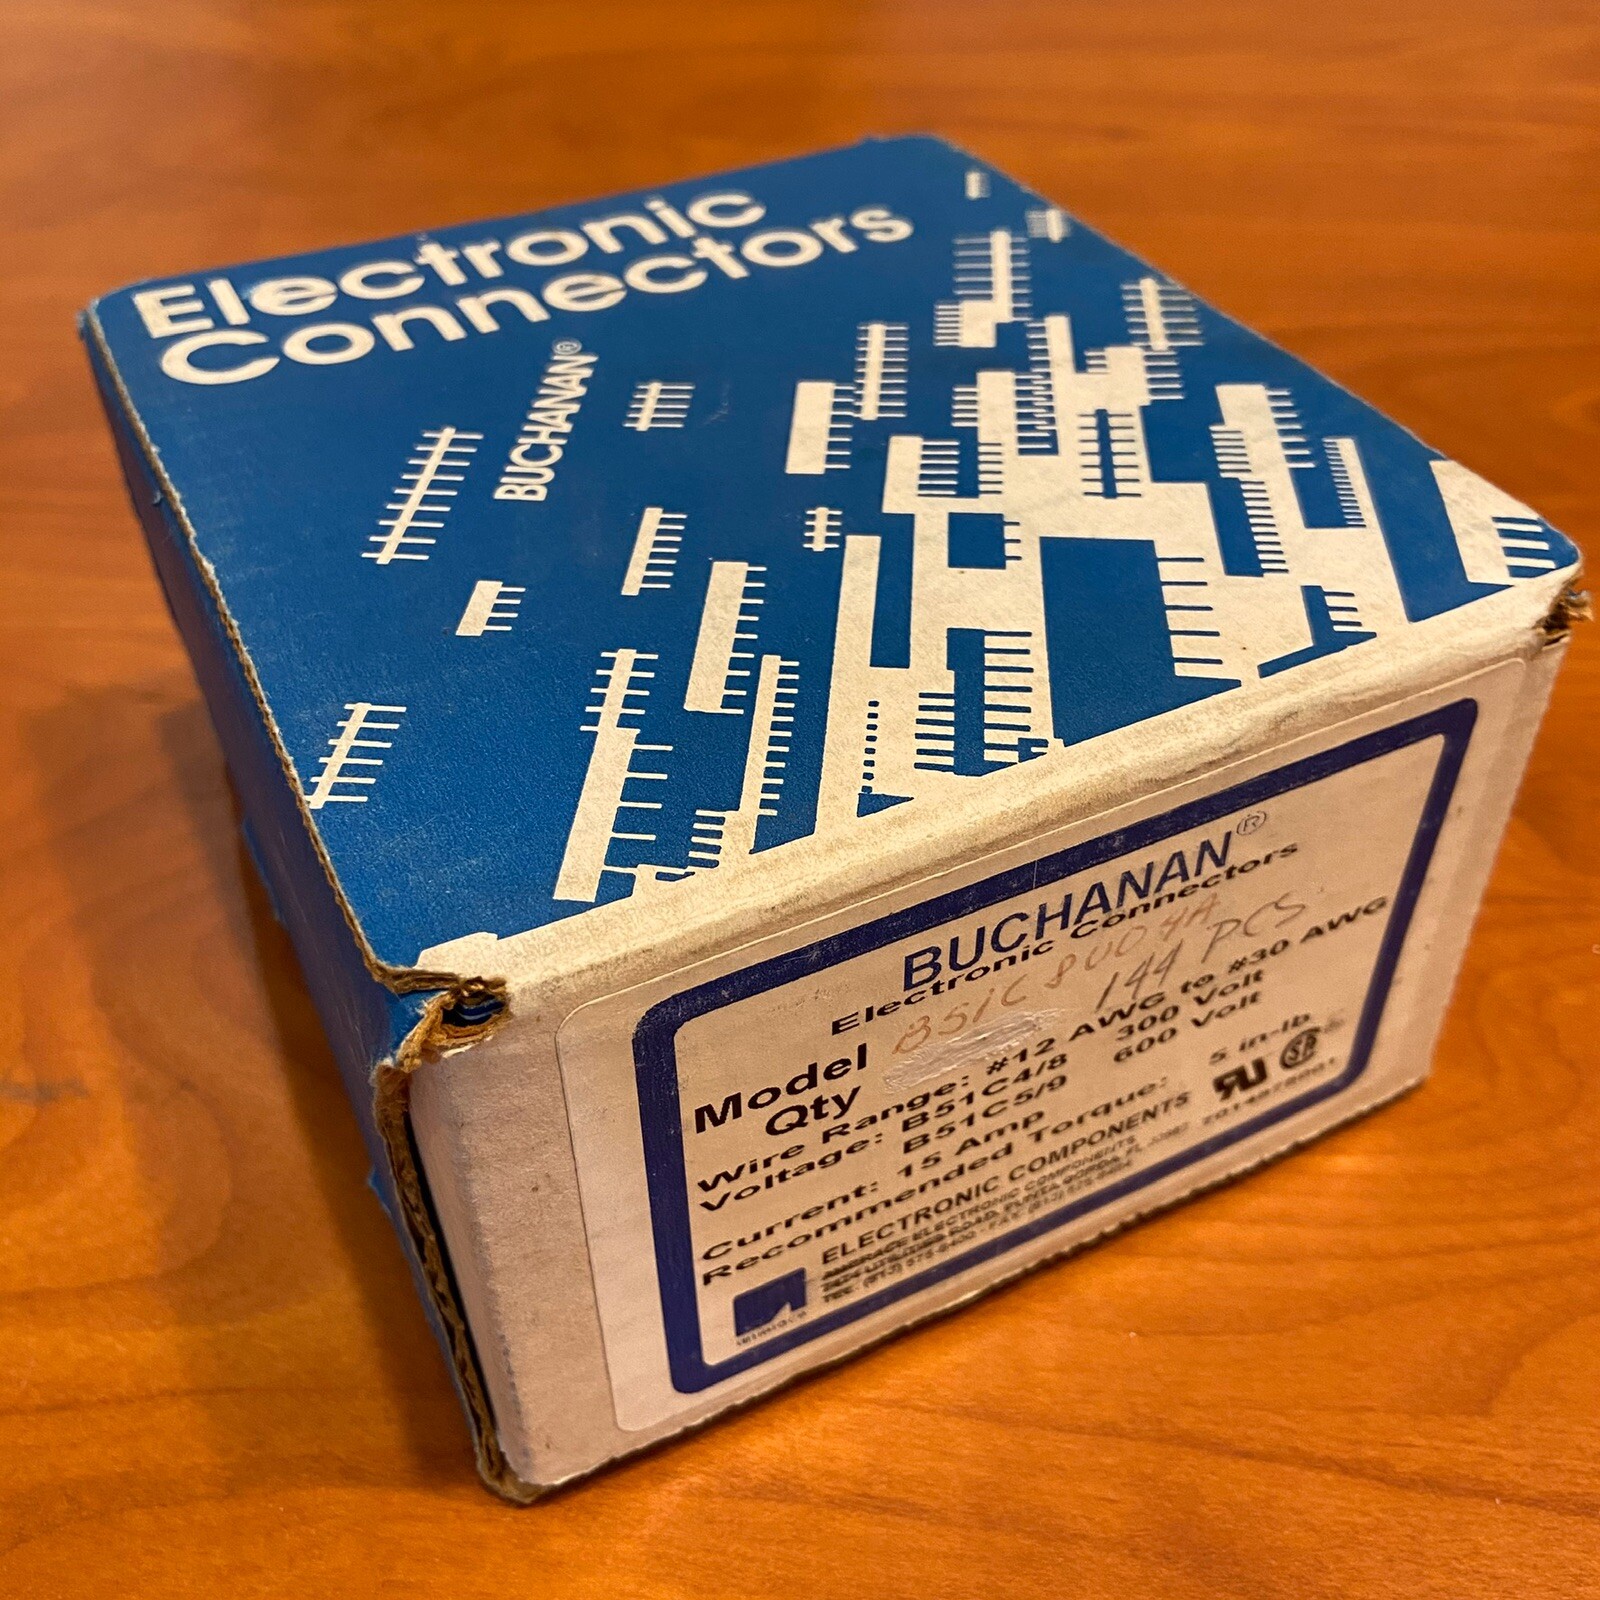 Electronic
Connectors
BUCHANAN®
BUCHANAN®
Electronic Connectors
Model B51C8004A
Qty 144 PCS
Wire Range: #12 AWG to #30 AWG
Voltage: B51C4/8 300 Volt
B51C5/9 600 Volt
Current: 15 Amp
Recommended Torque: 5 in-lb
ELECTRONIC COMPONENTS